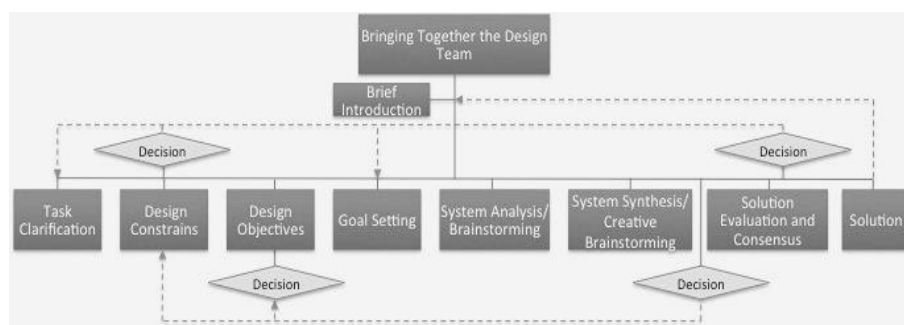 Bringing Together the Design
Team
Brief
Introduction
Decision
Decision
Task
Clarification
Design
Constrains
Design
Objectives
Goal Setting
System Analysis/
Brainstorming
System Synthesis/
Creative
Brainstorming
Solution
Evaluation and
Consensus
Solution
Decision
Decision